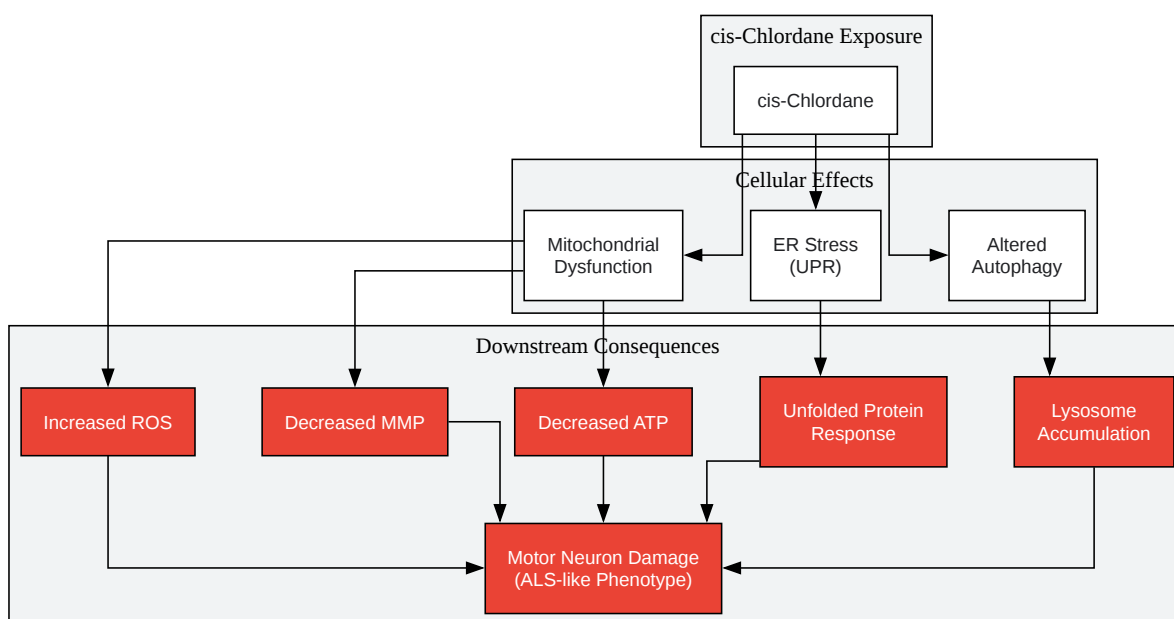 cis-Chlordane Exposure
cis-Chlordane
Cellular Effects
Mitochondrial
Dysfunction
ER Stress
(UPR)
Altered
Autophagy
Downstream Consequences
Increased ROS
Decreased MMP
Decreased ATP
Unfolded Protein
Response
Lysosome
Accumulation
Motor Neuron Damage
(ALS-like Phenotype)